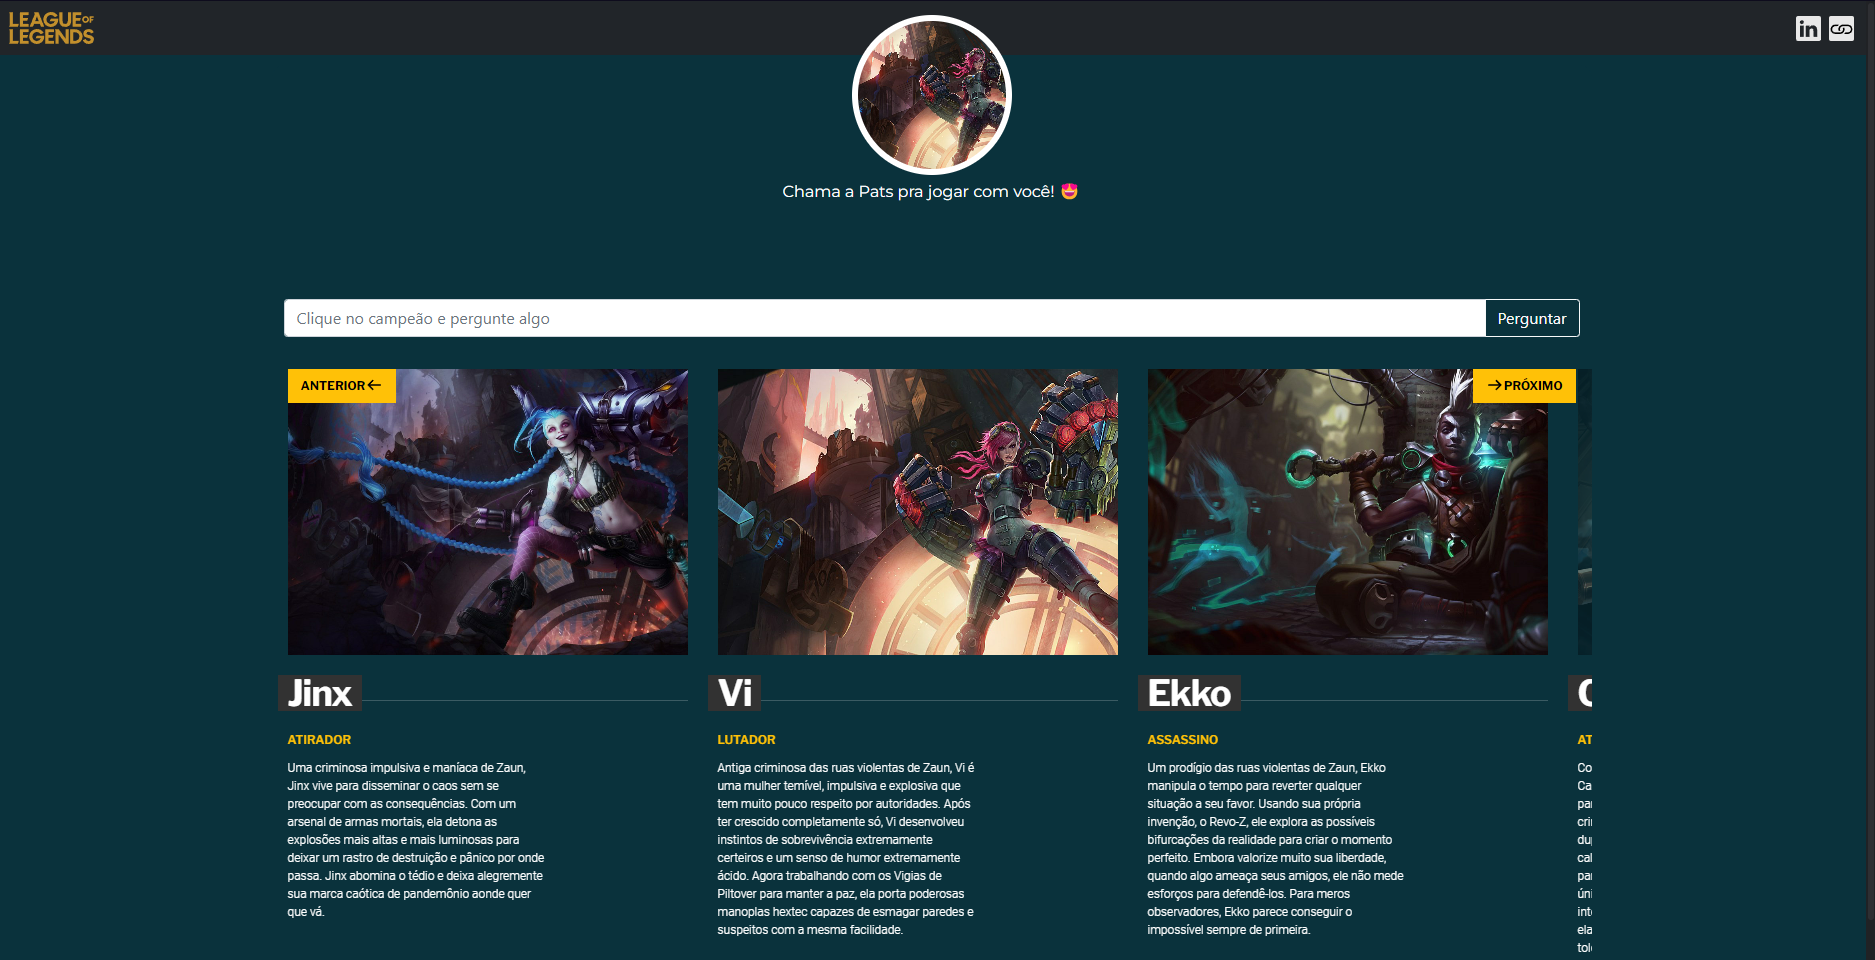 LEAGUE OF
LEGENDS
in
Chama a Pats pra jogar com você! 😍
Clique no campeão e pergunte algo
Perguntar
ANTERIOR←
→PRÓXIMO
Jinx
ATIRADOR
Uma criminosa impulsiva e maníaca de Zaun,
Jinx vive para disseminar o caos sem se
preocupar com as consequências. Com um
arsenal de armas mortais, ela detona as
explosões mais altas e mais luminosas para
deixar um rastro de destruição e pânico por onde
passa. Jinx abomina o tédio e deixa alegremente
sua marca caótica de pandemônio aonde quer
que vá.
Vi
LUTADOR
Antiga criminosa das ruas violentas de Zaun, Vi é
uma mulher temível, impulsiva e explosiva que
tem muito pouco respeito por autoridades. Após
ter crescido completamente só, Vi desenvolveu
instintos de sobrevivência extremamente
certeiros e um senso de humor extremamente
ácido. Agora trabalhando com os Vigias de
Piltover para manter a paz, ela porta poderosas
manoplas hextec capazes de esmagar paredes e
suspeitos com a mesma facilidade.
Ekko
ASSASSINO
Um prodígio das ruas violentas de Zaun, Ekko
manipula o tempo para reverter qualquer
situação a seu favor. Usando sua própria
invenção, o Revo-Z, ele explora as possíveis
bifurcações da realidade para criar o momento
perfeito. Embora valorize muito sua liberdade,
quando algo ameaça seus amigos, ele não mede
esforços para defendê-los. Para meros
observadores, Ekko parece conseguir o
impossível sempre de primeira.
AT
Co
Ca